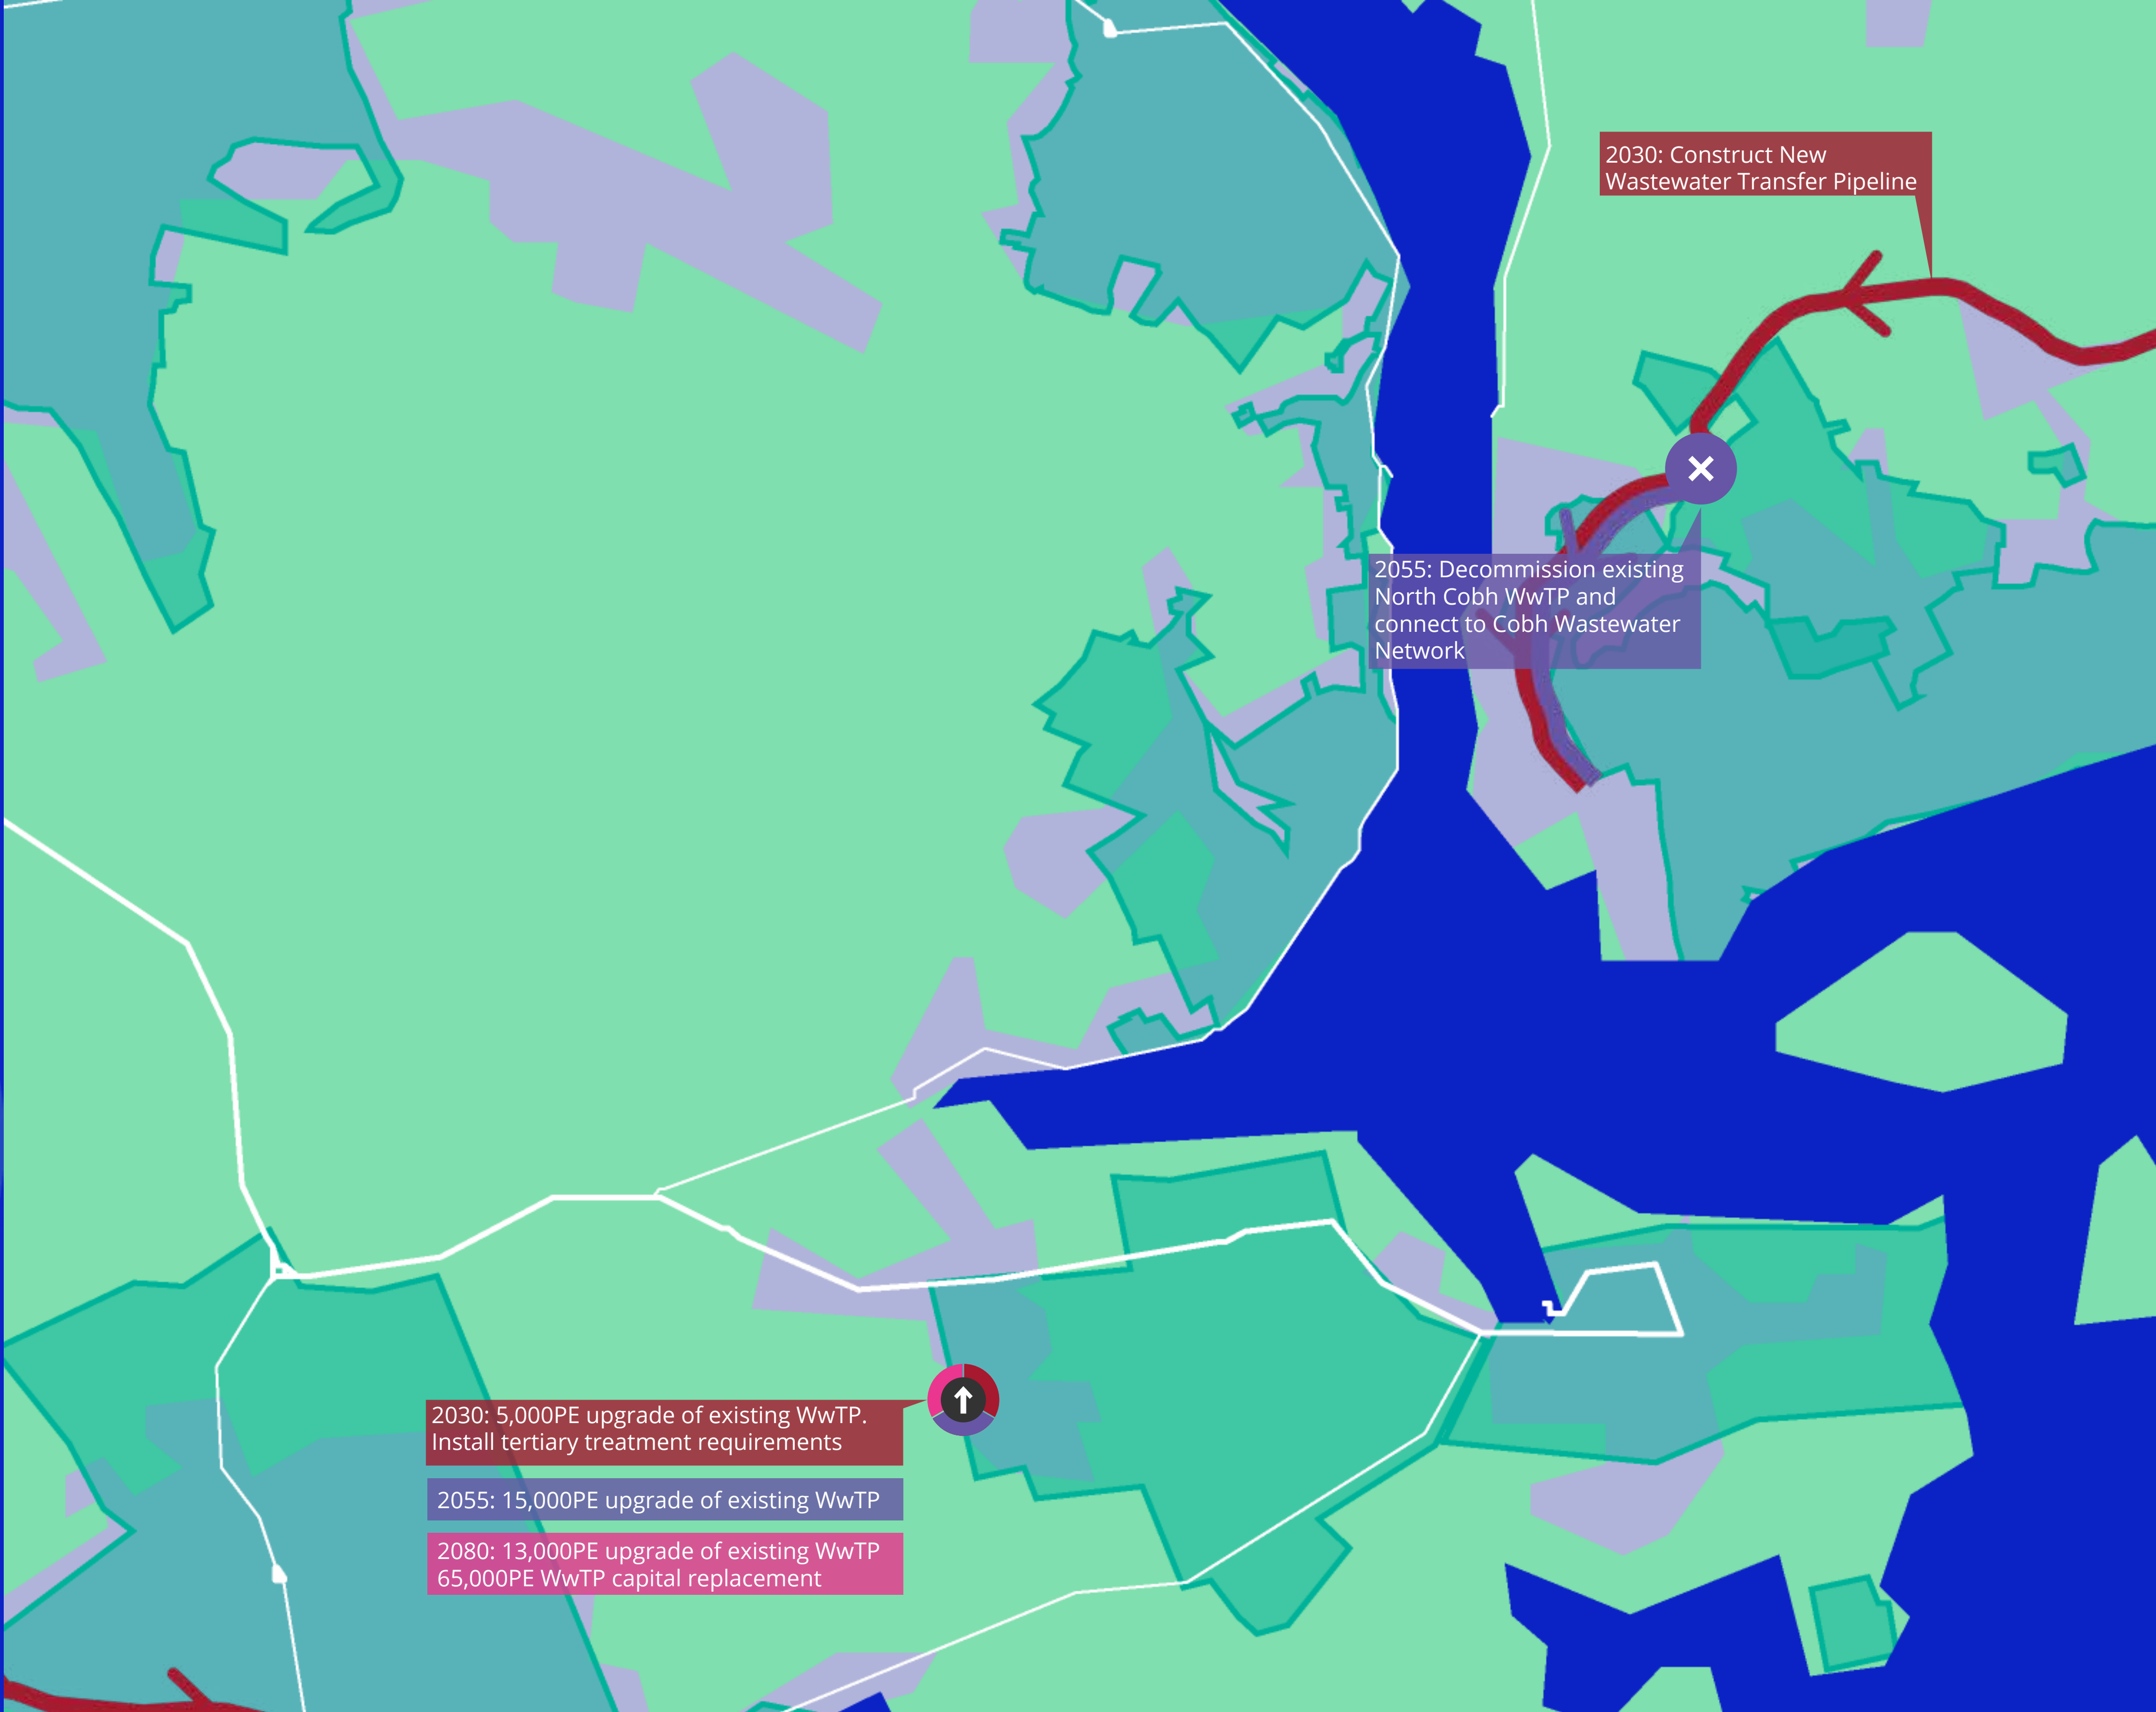 2030: Construct New
Wastewater Transfer Pipeline
2055: Decommission existing
North Cobh WwTP and
connect to Cobh Wastewater
Network
2030: 5,000PE upgrade of existing WwTP.
Install tertiary treatment requirements
2055: 15,000PE upgrade of existing WwTP
2080: 13,000PE upgrade of existing WwTP
65,000PE WwTP capital replacement